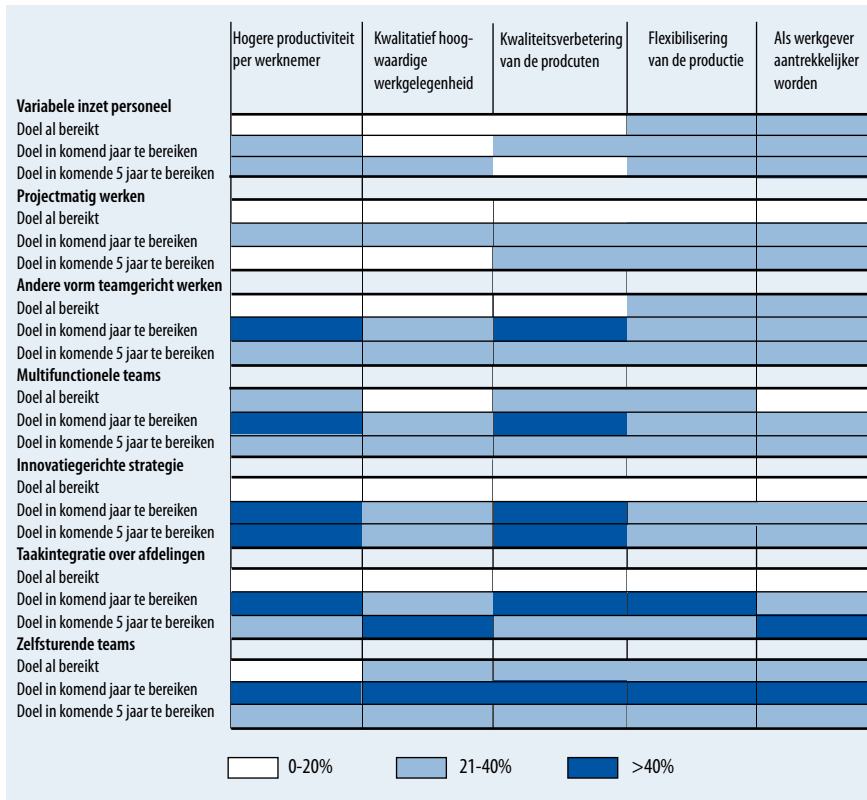 Hogere productiviteit
per werknemer
Kwalitatief hoog-
waardige
werkgelegenheid
Kwaliteitsverbetering
van de prodcuten
Flexibilisering
van de productie
Als werkgever
aantrekkelijker
worden
Variabele inzet personeel
Doel al bereikt
Doel in komend jaar te bereiken
Doel in komende 5 jaar te bereiken
Projectmatig werken
Doel al bereikt
Doel in komend jaar te bereiken
Doel in komende 5 jaar te bereiken
Andere vorm teamgericht werken
Doel al bereikt
Doel in komend jaar te bereiken
Doel in komende 5 jaar te bereiken
Multifunctionele teams
Doel al bereikt
Doel in komend jaar te bereiken
Doel in komende 5 jaar te bereiken
Innovatiegerichte strategie
Doel al bereikt
Doel in komend jaar te bereiken
Doel in komende 5 jaar te bereiken
Taakintegratie over afdelingen
Doel al bereikt
Doel in komend jaar te bereiken
Doel in komende 5 jaar te bereiken
Zelfsturende teams
Doel al bereikt
Doel in komend jaar te bereiken
Doel in komende 5 jaar te bereiken
0-20%
21-40%
>40%